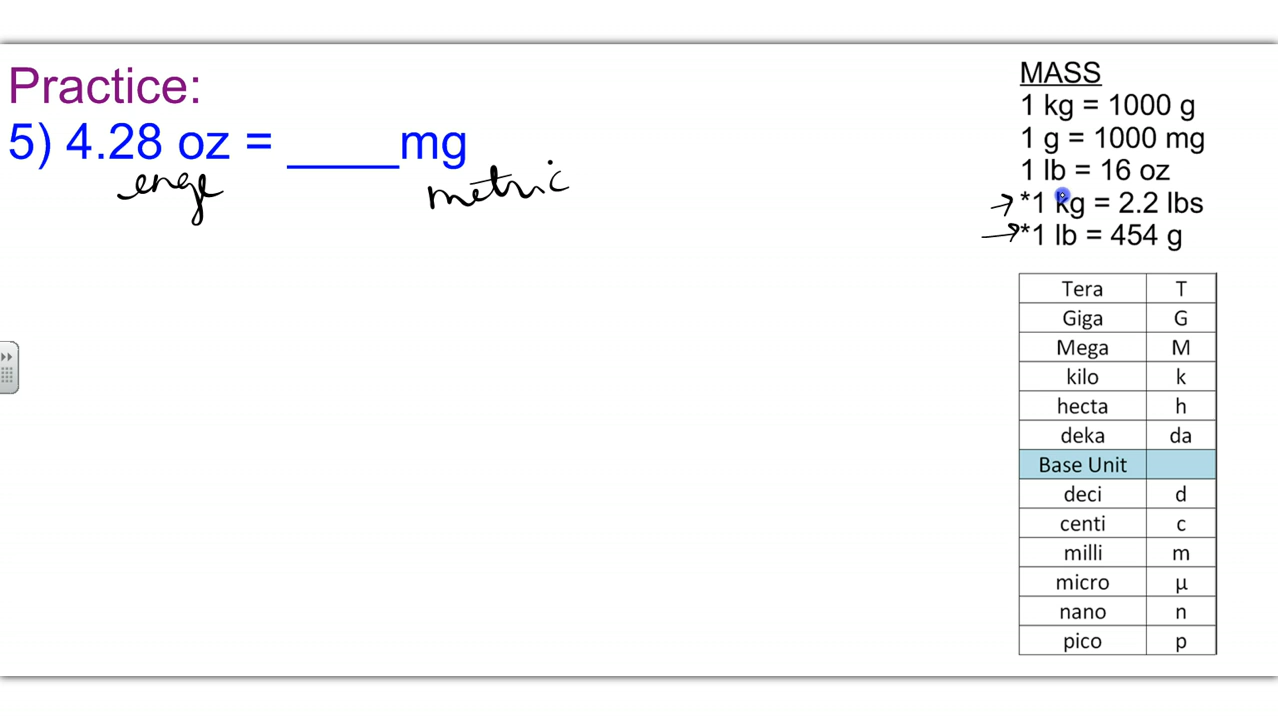 Practice:
5) 4.28 oz = ____mg
metric
MASS
1 kg = 1000 g
1 g = 1000 mg
1 lb = 16 oz
→ *1 kg = 2.2 lbs
→ *1 lb = 454 g
Tera T
Giga G
Mega M
kilo k
hecta h
deka da
Base Unit
deci d
centi c
milli m
micro μ
nano n
pico p